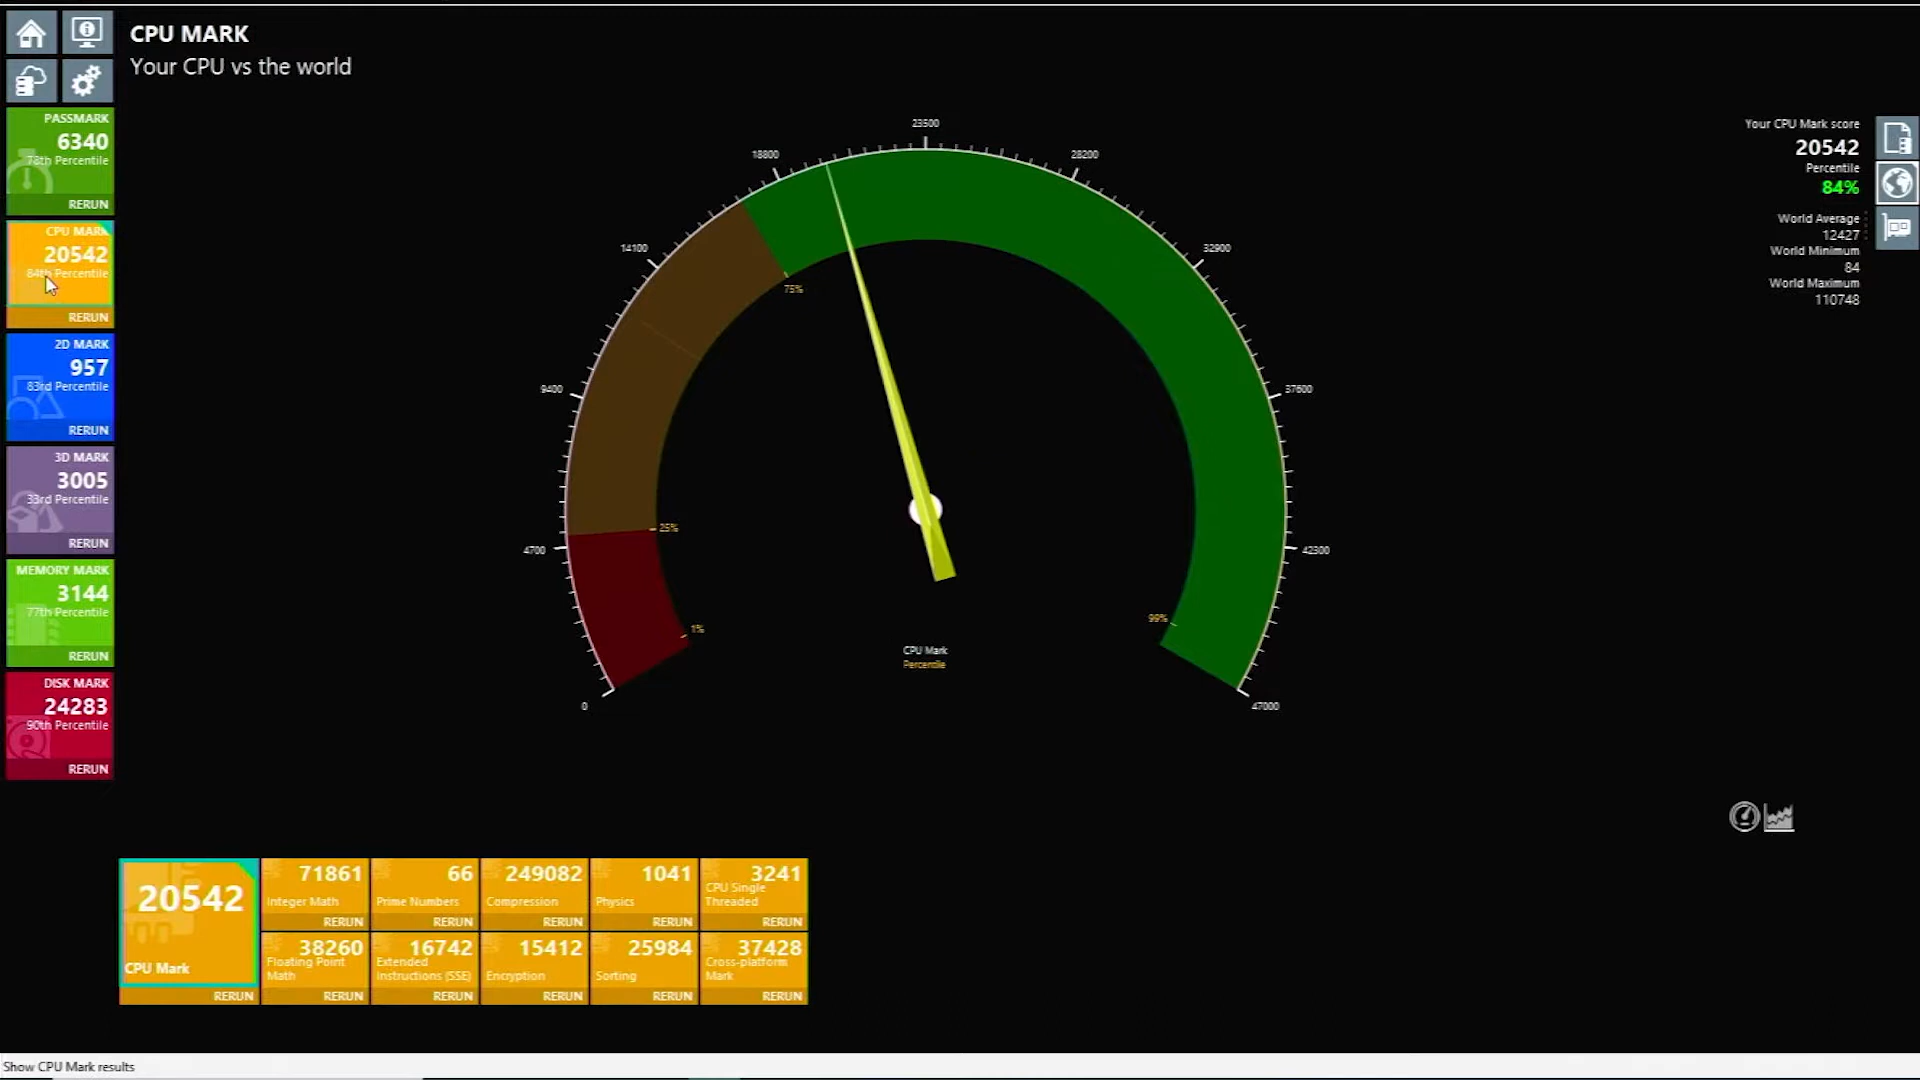 CPU MARK
Your CPU vs the world
PASSMARK
6340
78th Percentile
RERUN
CPU MARK
20542
84th Percentile
RERUN
2D MARK
957
83rd Percentile
RERUN
3D MARK
3005
33rd Percentile
RERUN
MEMORY MARK
3144
77th Percentile
RERUN
DISK MARK
24283
90th Percentile
RERUN
0
4700
9400
14100
18800
23500
28200
32900
37600
42300
47000
1%
25%
75%
99%
CPU Mark
Percentile
Your CPU Mark score
20542
Percentile
84%
World Average
12427
World Minimum
84
World Maximum
110748
20542
CPU Mark
RERUN
71861
Integer Math
RERUN
66
Prime Numbers
RERUN
249082
Compression
RERUN
1041
Physics
RERUN
3241
CPU Single
Threaded
RERUN
38260
Floating Point
Math
RERUN
16742
Extended
Instructions (SSE)
RERUN
15412
Encryption
RERUN
25984
Sorting
RERUN
37428
Cross-platform
Mark
RERUN
Show CPU Mark results